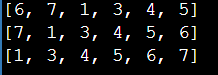 [6, 7, 1, 3, 4, 5]
[7, 1, 3, 4, 5, 6]
[1, 3, 4, 5, 6, 7]